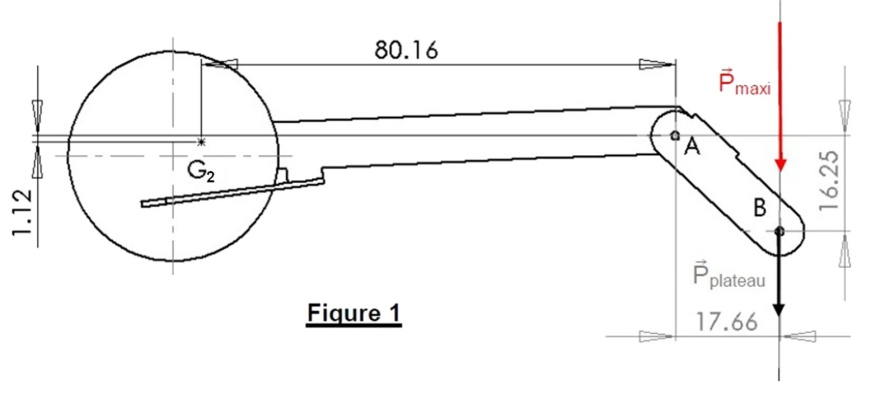 80.16
P⃗maxi
A
G2
1.12
16.25
B
P⃗plateau
Figure 1
17.66